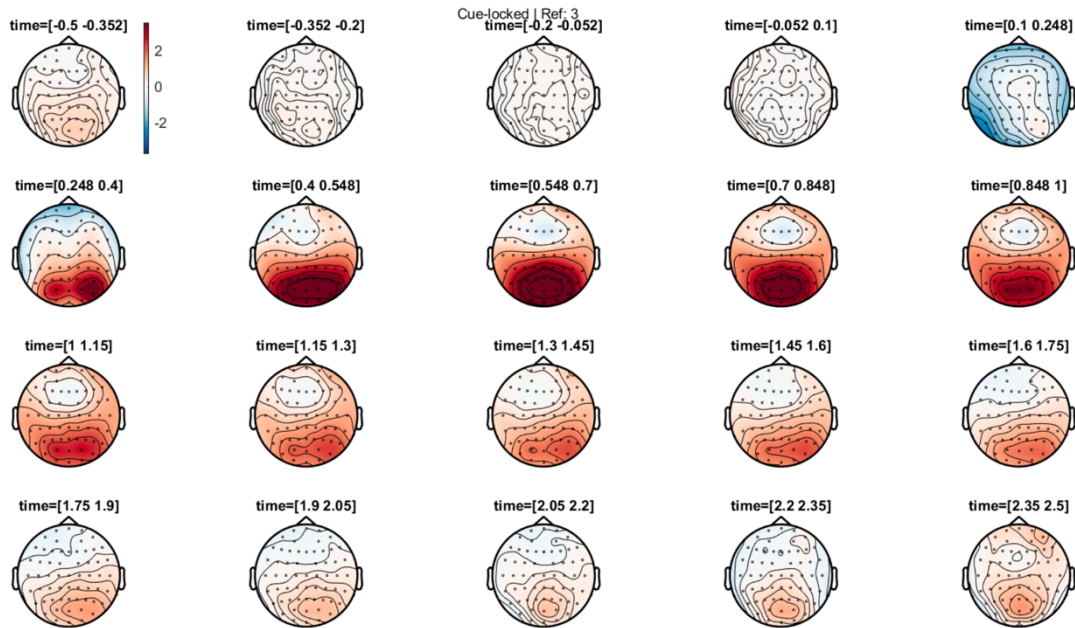 Cue-locked | Ref: 3
time=[-0.5 -0.352]
time=[-0.352 -0.2]
time=[-0.2 -0.052]
time=[-0.052 0.1]
time=[0.1 0.248]
2
0
-2
time=[0.248 0.4]
time=[0.4 0.548]
time=[0.548 0.7]
time=[0.7 0.848]
time=[0.848 1]
time=[1 1.15]
time=[1.15 1.3]
time=[1.3 1.45]
time=[1.45 1.6]
time=[1.6 1.75]
time=[1.75 1.9]
time=[1.9 2.05]
time=[2.05 2.2]
time=[2.2 2.35]
time=[2.35 2.5]